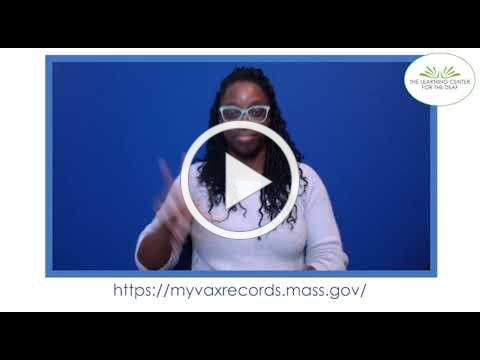 THE LEARNING CENTER
FOR THE DEAF
https://myvaxrecords.mass.gov/